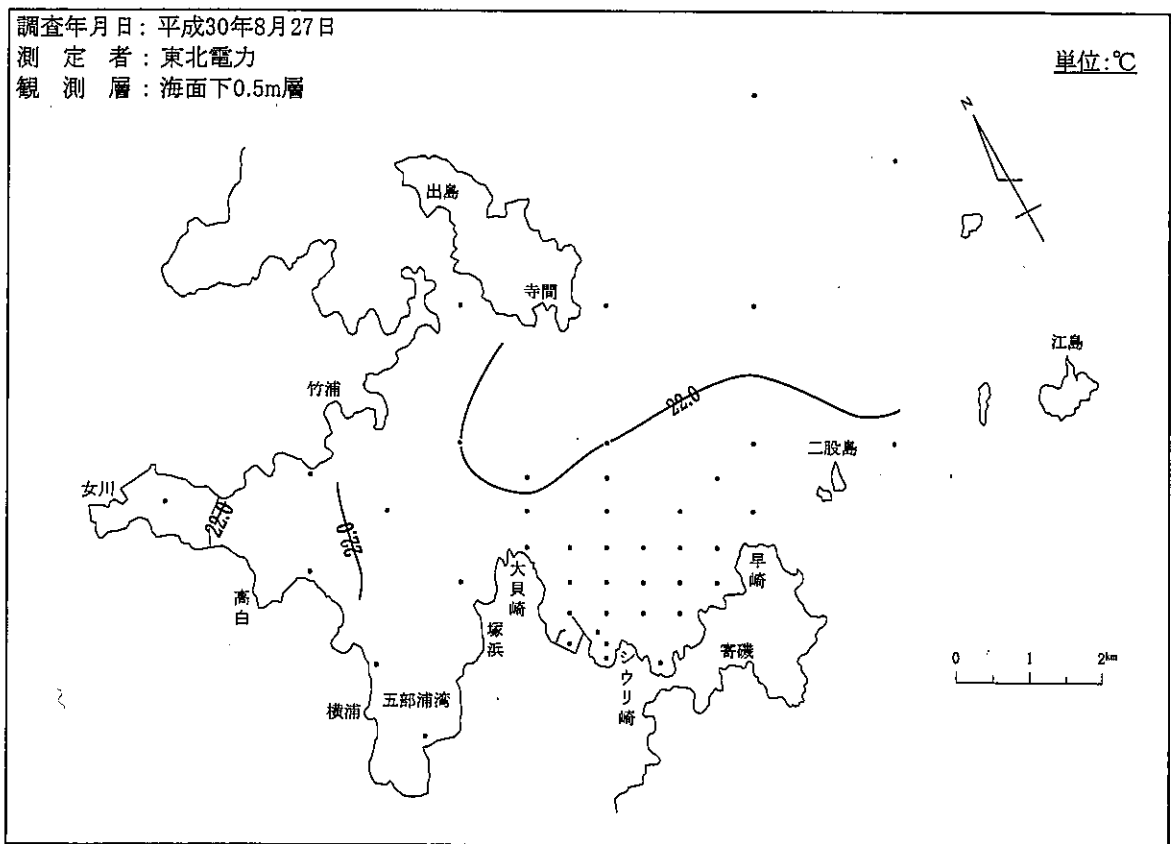 調査年月日：平成30年8月27日
測　定　者：東北電力
観　測　層：海面下0.5m層
単位：℃
N
出島
寺間
江島
竹浦
22.0
二股島
女川
22.0
22.0
早崎
大貝崎
高白
塚浜
寄磯
シウリ崎
五部浦湾
横浦
0 1 2km